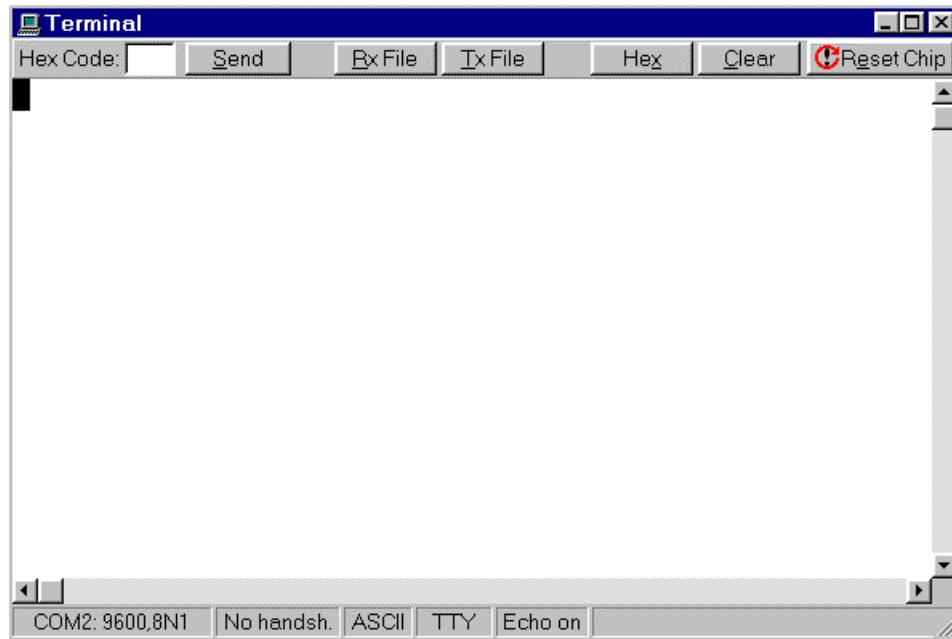 Terminal
Hex Code: Send Rx File Tx File Hex Clear Reset Chip
COM2: 9600,8N1 No handsh. ASCII TTY Echo on